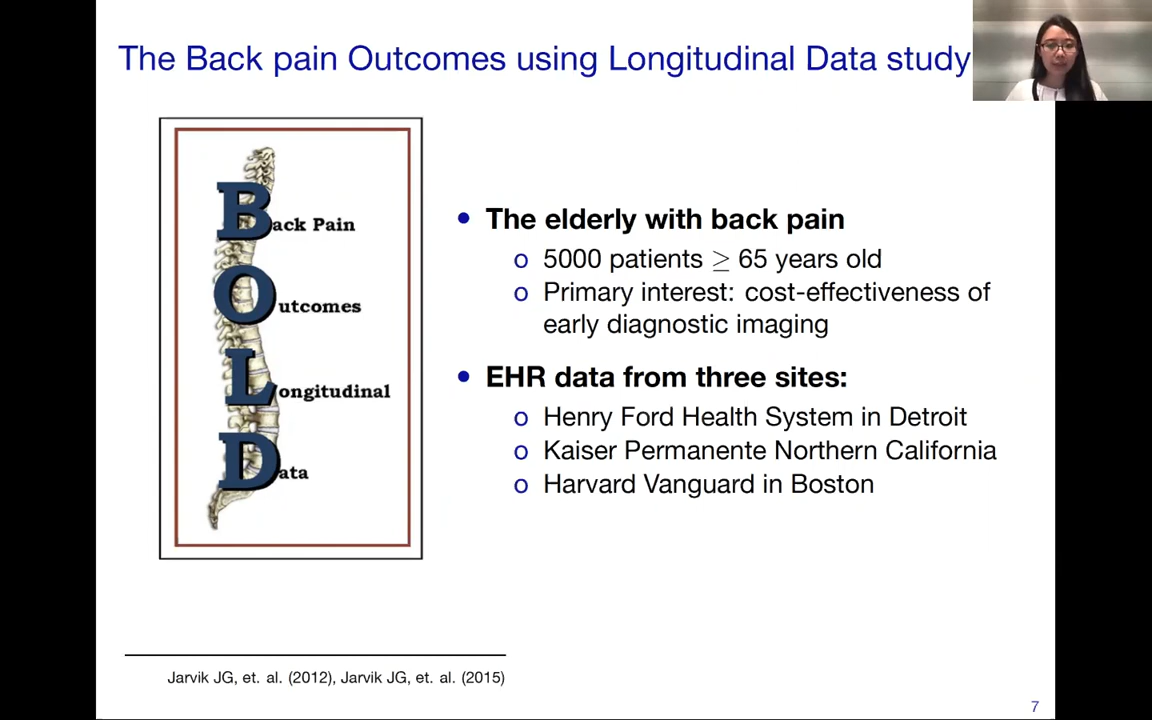 The Back pain Outcomes using Longitudinal Data study
Back Pain
Outcomes
Longitudinal
Data
• The elderly with back pain
o 5000 patients ≥ 65 years old
o Primary interest: cost-effectiveness of
early diagnostic imaging
• EHR data from three sites:
o Henry Ford Health System in Detroit
o Kaiser Permanente Northern California
o Harvard Vanguard in Boston
Jarvik JG, et. al. (2012), Jarvik JG, et. al. (2015)
7